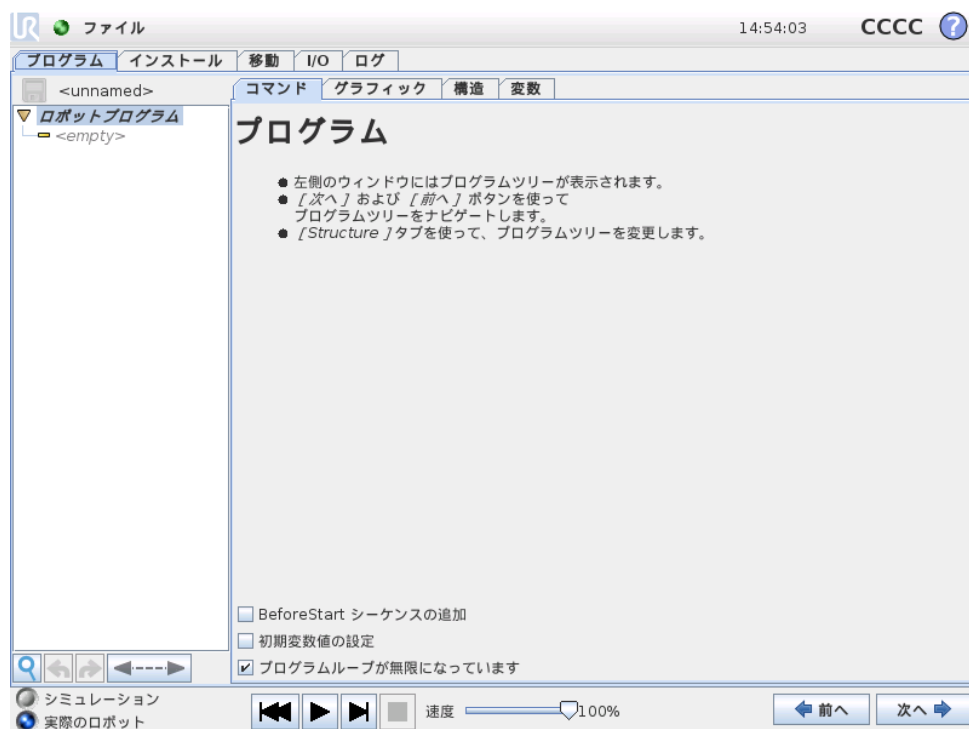 UR ファイル 14:54:03 CCCC ?
プログラム インストール 移動 I/O ログ
<unnamed>
コマンド グラフィック 構造 変数
ロボットプログラム
<empty>
プログラム
● 左側のウィンドウにはプログラムツリーが表示されます。
● [次へ] および [前へ] ボタンを使って
プログラムツリーをナビゲートします。
● [Structure ]タブを使って、プログラムツリーを変更します。
BeforeStart シーケンスの追加
初期変数値の設定
プログラムループが無限になっています
シミュレーション
実際のロボット
速度 100%
前へ 次へ